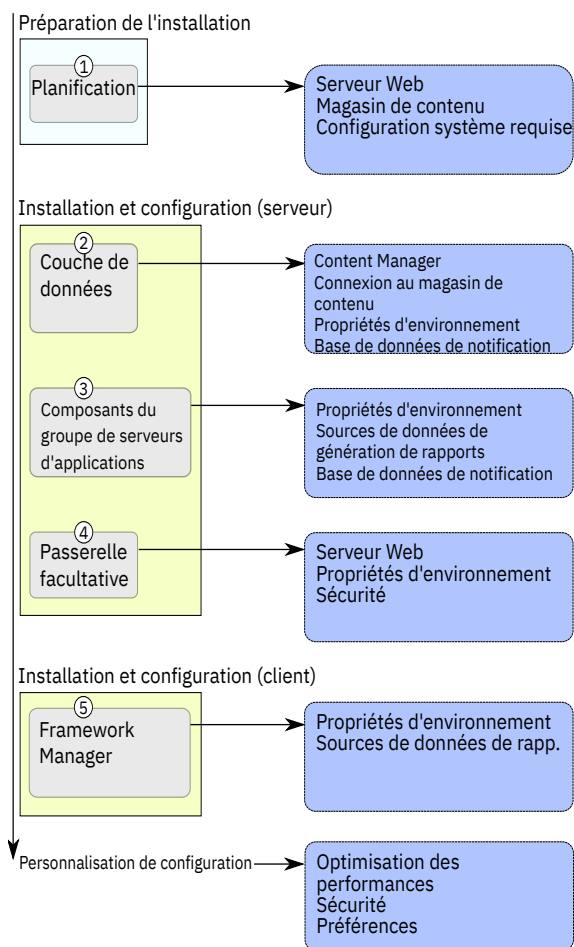 Préparation de l'installation
1
Planification
Serveur Web
Magasin de contenu
Configuration système requise
Installation et configuration (serveur)
2
Couche de
données
Content Manager
Connexion au magasin de
contenu
Propriétés d'environnement
Base de données de notification
3
Composants du
groupe de serveurs
d'applications
Propriétés d'environnement
Sources de données de
génération de rapports
Base de données de notification
4
Passerelle
facultative
Serveur Web
Propriétés d'environnement
Sécurité
Installation et configuration (client)
5
Framework
Manager
Propriétés d'environnement
Sources de données de rapp.
Personnalisation de configuration
Optimisation des
performances
Sécurité
Préférences